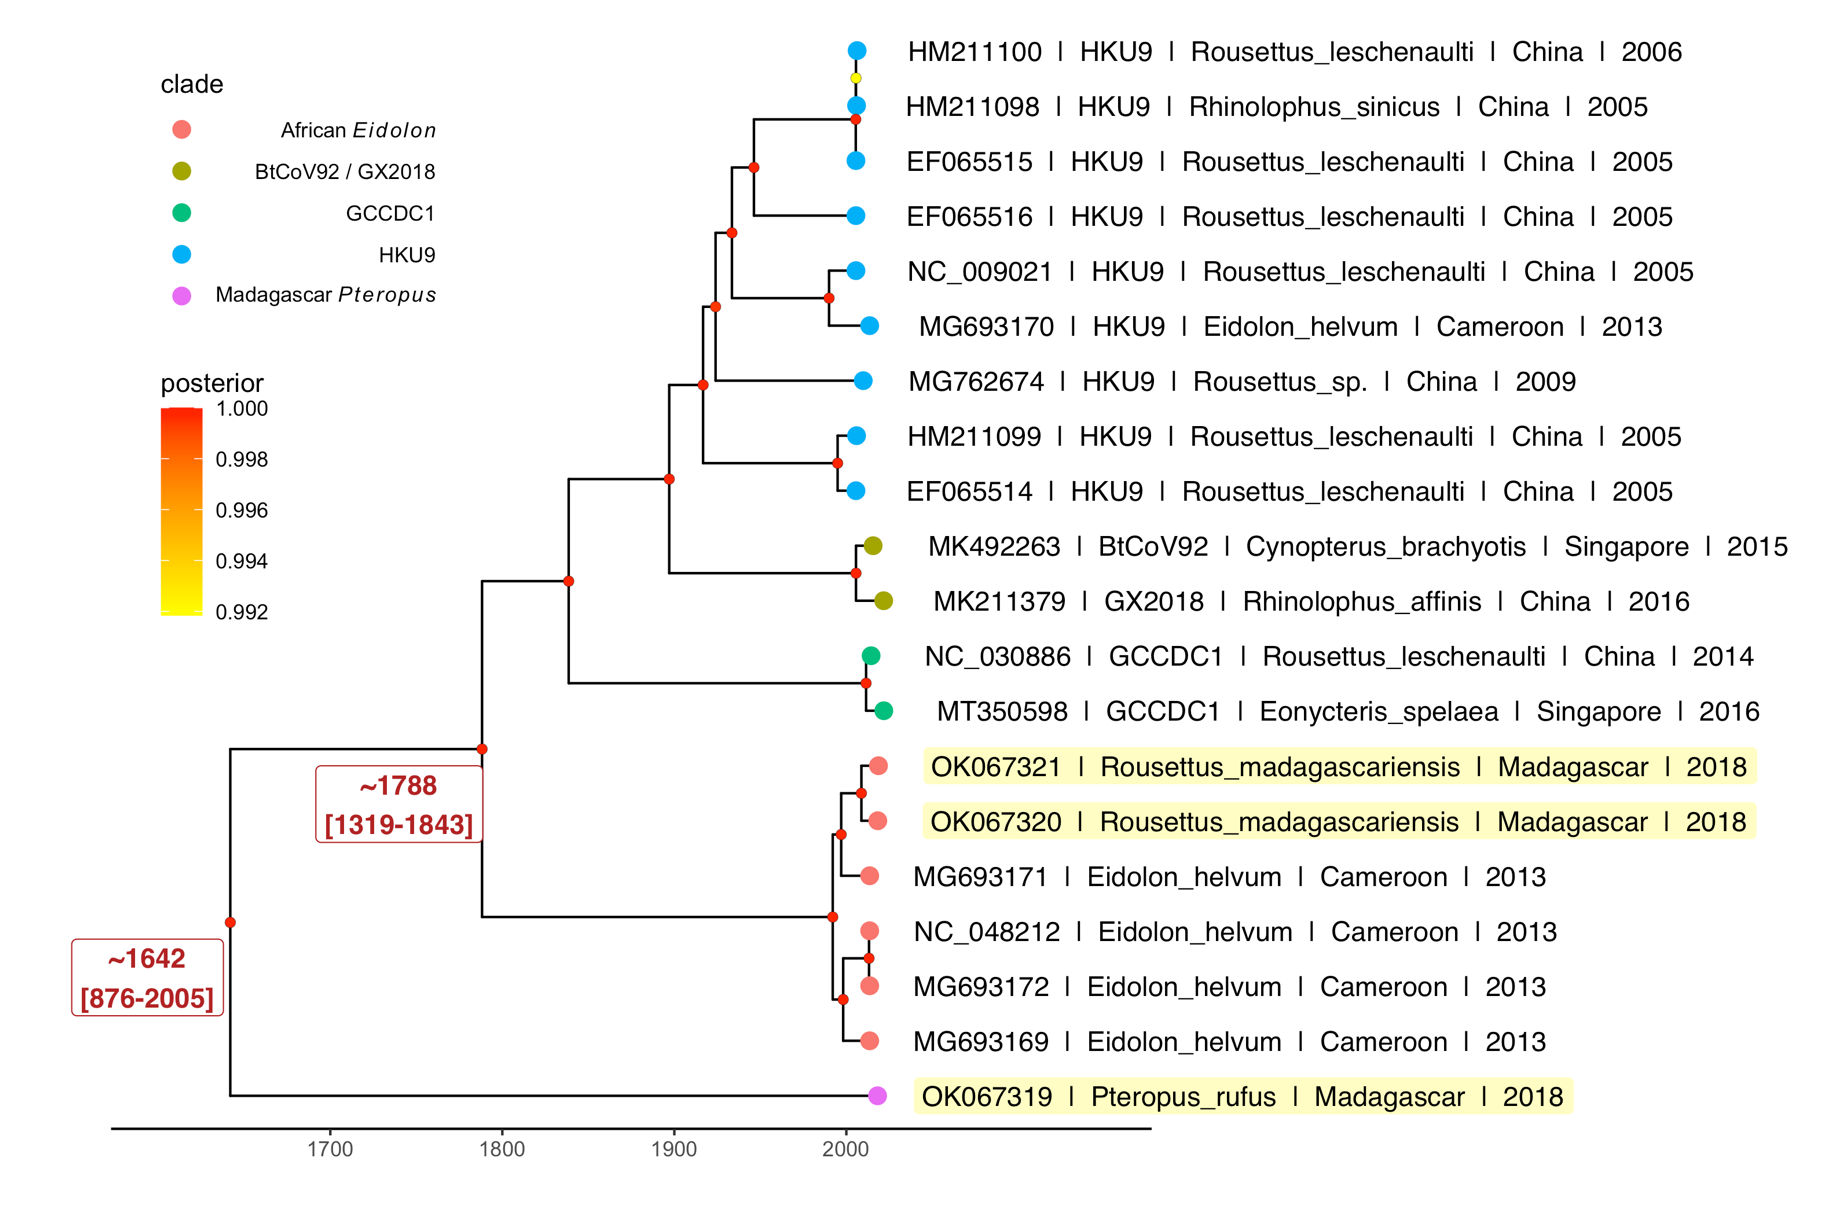 clade
African Eidolon
BtCoV92 / GX2018
GCCDC1
HKU9
Madagascar Pteropus
posterior
1.000
0.998
0.996
0.994
0.992
HM211100 | HKU9 | Rousettus_leschenaulti | China | 2006
HM211098 | HKU9 | Rhinolophus_sinicus | China | 2005
EF065515 | HKU9 | Rousettus_leschenaulti | China | 2005
EF065516 | HKU9 | Rousettus_leschenaulti | China | 2005
NC_009021 | HKU9 | Rousettus_leschenaulti | China | 2005
MG693170 | HKU9 | Eidolon_helvum | Cameroon | 2013
MG762674 | HKU9 | Rousettus_sp. | China | 2009
HM211099 | HKU9 | Rousettus_leschenaulti | China | 2005
EF065514 | HKU9 | Rousettus_leschenaulti | China | 2005
MK492263 | BtCoV92 | Cynopterus_brachyotis | Singapore | 2015
MK211379 | GX2018 | Rhinolophus_affinis | China | 2016
NC_030886 | GCCDC1 | Rousettus_leschenaulti | China | 2014
MT350598 | GCCDC1 | Eonycteris_spelaea | Singapore | 2016
OK067321 | Rousettus_madagascariensis | Madagascar | 2018
OK067320 | Rousettus_madagascariensis | Madagascar | 2018
MG693171 | Eidolon_helvum | Cameroon | 2013
NC_048212 | Eidolon_helvum | Cameroon | 2013
MG693172 | Eidolon_helvum | Cameroon | 2013
MG693169 | Eidolon_helvum | Cameroon | 2013
OK067319 | Pteropus_rufus | Madagascar | 2018
~1788
[1319-1843]
~1642
[876-2005]
1700 1800 1900 2000